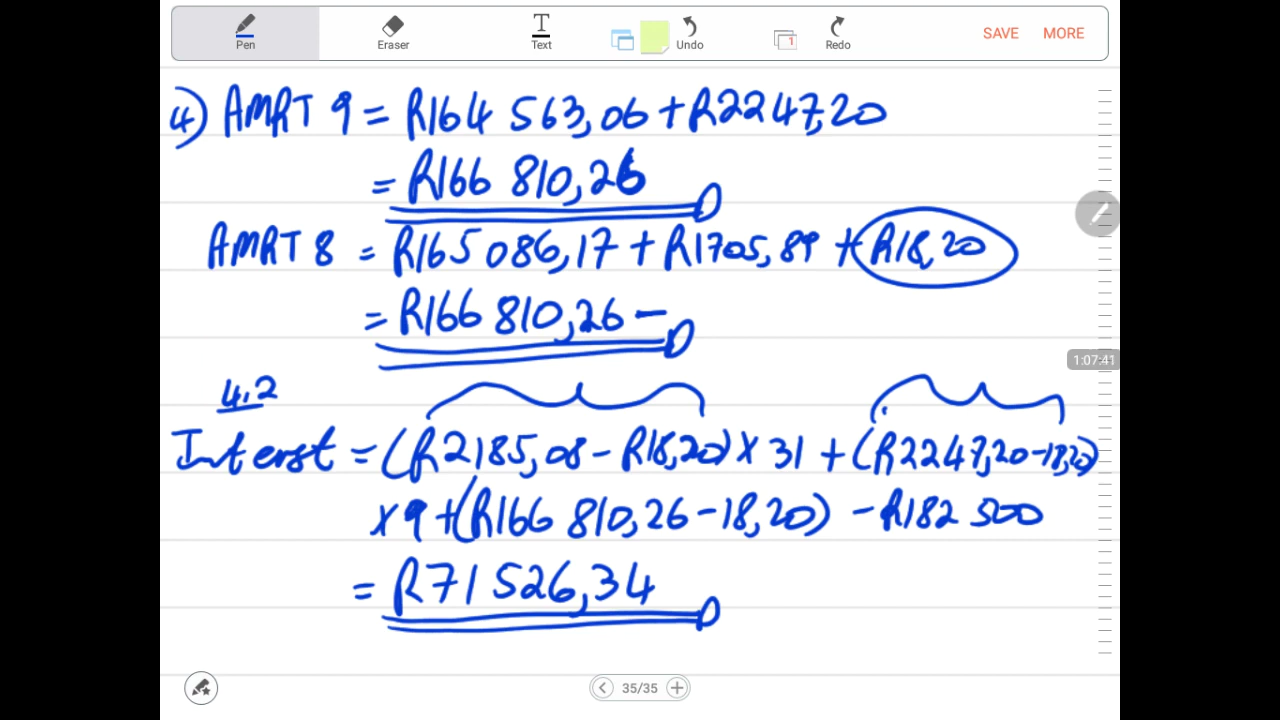 Pen Eraser Text 1 Undo Redo SAVE MORE
4) AMRT 9 = R164 563,06 + R2247,20
= R166 810,26
AMRT 8 = R165 086,17 + R1705,89 + R18,20
= R166 810,26 -
1:07:41
4.2
Interst = (R2185,08 - R18,20) x 31 + (R2247,20 - 18,20)
x 9 + (R166 810,26 - 18,20) - R182 500
= R71 526,34
35/35